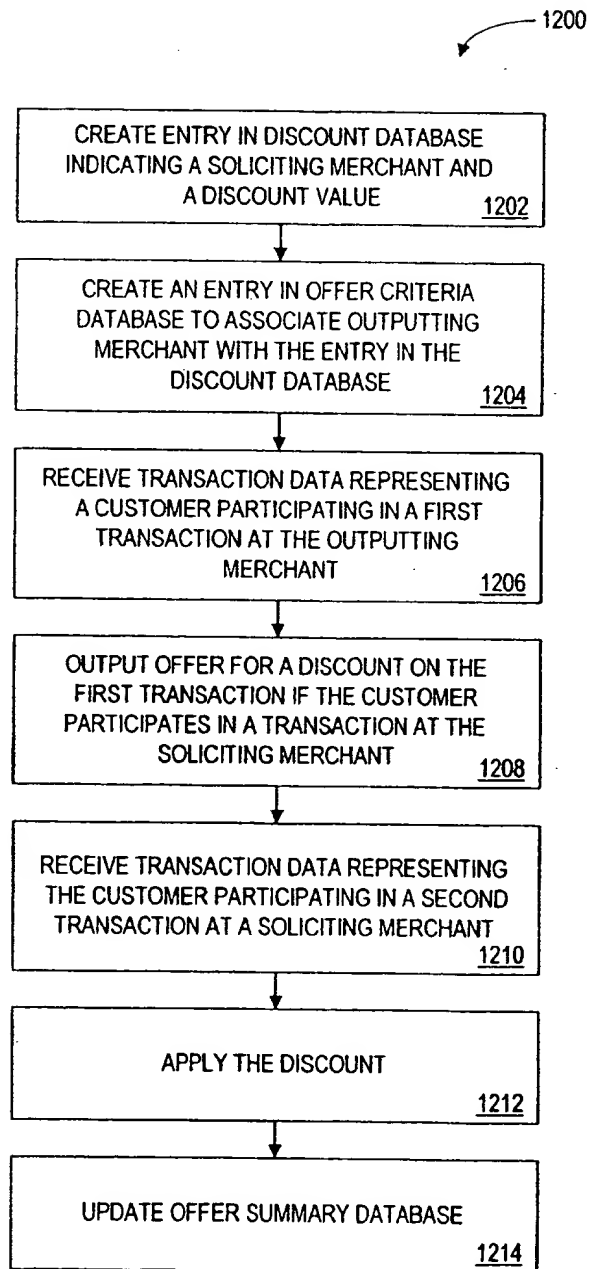 1200
CREATE ENTRY IN DISCOUNT DATABASE
INDICATING A SOLICITING MERCHANT AND
A DISCOUNT VALUE
1202
CREATE AN ENTRY IN OFFER CRITERIA
DATABASE TO ASSOCIATE OUTPUTTING
MERCHANT WITH THE ENTRY IN THE
DISCOUNT DATABASE
1204
RECEIVE TRANSACTION DATA REPRESENTING
A CUSTOMER PARTICIPATING IN A FIRST
TRANSACTION AT THE OUTPUTTING
MERCHANT
1206
OUTPUT OFFER FOR A DISCOUNT ON THE
FIRST TRANSACTION IF THE CUSTOMER
PARTICIPATES IN A TRANSACTION AT THE
SOLICITING MERCHANT
1208
RECEIVE TRANSACTION DATA REPRESENTING
THE CUSTOMER PARTICIPATING IN A SECOND
TRANSACTION AT A SOLICITING MERCHANT
1210
APPLY THE DISCOUNT
1212
UPDATE OFFER SUMMARY DATABASE
1214